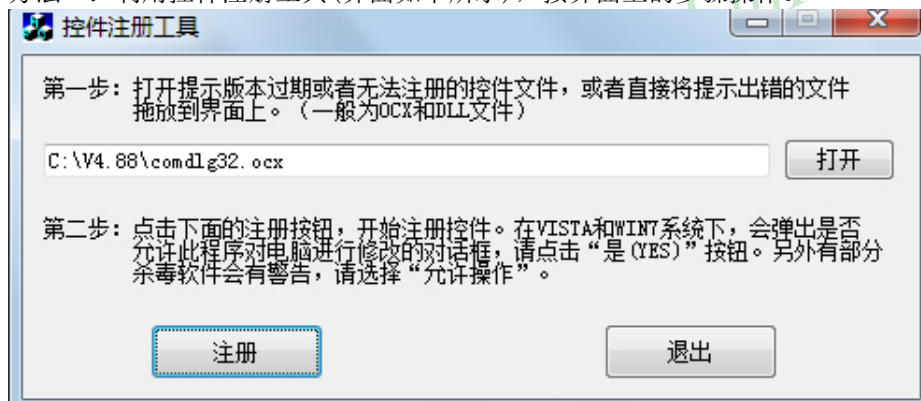 控件注册工具
第一步：打开提示版本过期或者无法注册的控件文件，或者直接将提示出错的文件
拖放到界面上。（一般为OCX和DLL文件）
C:\V4.88\comdlg32.ocx
打开
第二步：点击下面的注册按钮，开始注册控件。在VISTA和WIN7系统下，会弹出是否
允许此程序对电脑进行修改的对话框，请点击“是(YES)”按钮。另外有部分
杀毒软件会有警告，请选择“允许操作”。
注册
退出